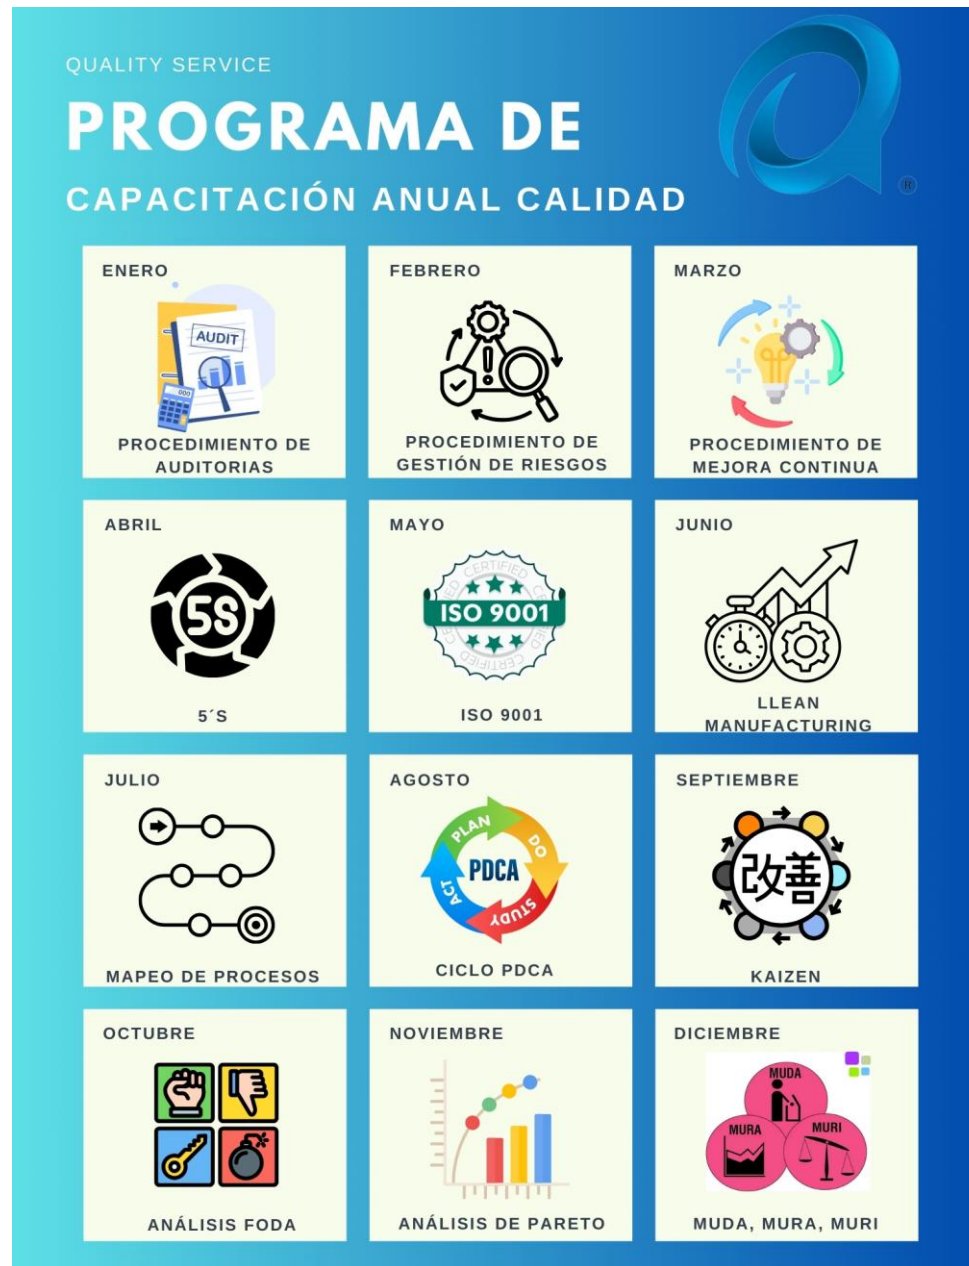 QUALITY SERVICE
PROGRAMA DE
CAPACITACIÓN ANUAL CALIDAD
®
ENERO
AUDIT
000
PROCEDIMIENTO DE
AUDITORIAS
FEBRERO
PROCEDIMIENTO DE
GESTIÓN DE RIESGOS
MARZO
PROCEDIMIENTO DE
MEJORA CONTINUA
ABRIL
5S
5´S
MAYO
CERTIFIED
ISO 9001
CERTIFIED
ISO 9001
JUNIO
LLEAN
MANUFACTURING
JULIO
MAPEO DE PROCESOS
AGOSTO
PLAN
DO
PDCA
ACT
STUDY
CICLO PDCA
SEPTIEMBRE
改善
KAIZEN
OCTUBRE
ANÁLISIS FODA
NOVIEMBRE
ANÁLISIS DE PARETO
DICIEMBRE
MUDA
MURA
MURI
MUDA, MURA, MURI